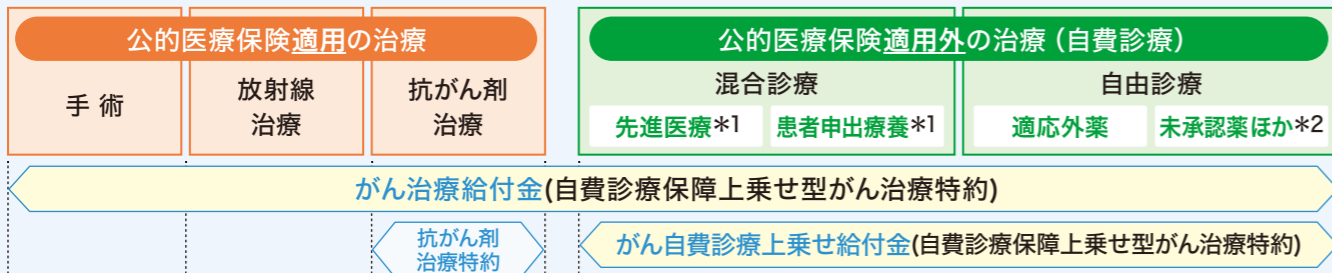 公的医療保険適用の治療
手術
放射線
治療
抗がん剤
治療
公的医療保険適用外の治療（自費診療）
混合診療
先進医療*1
患者申出療養*1
自由診療
適応外薬
未承認薬ほか*2
がん治療給付金(自費診療保障上乗せ型がん治療特約)
抗がん剤
治療特約
がん自費診療上乗せ給付金(自費診療保障上乗せ型がん治療特約)